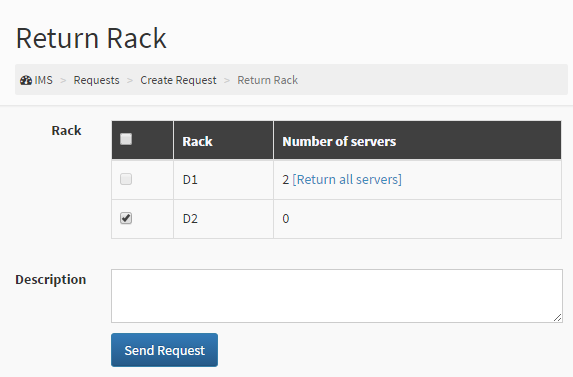 Return Rack
IMS > Requests > Create Request > Return Rack
Rack
Rack Number of servers
D1 2 [Return all servers]
D2 0
Description
Send Request